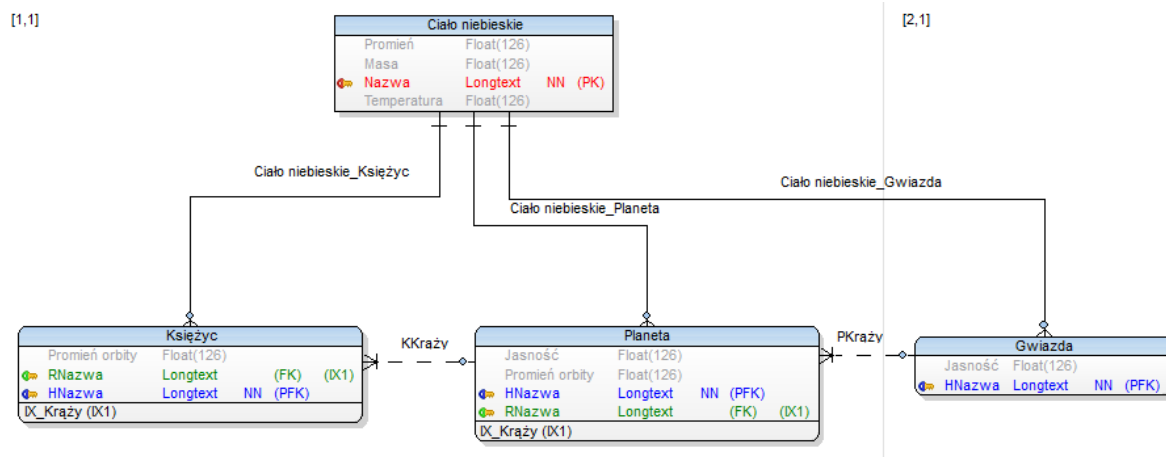 [1,1]
[2,1]
Ciało niebieskie
Promień Float(126)
Masa Float(126)
Nazwa Longtext NN (PK)
Temperatura Float(126)
Ciało niebieskie_Księżyc
Ciało niebieskie_Gwiazda
Ciało niebieskie_Planeta
Księżyc
Promień orbity Float(126)
RNazwa Longtext (FK) (IX1)
HNazwa Longtext NN (PFK)
IX_Krąży (IX1)
KKrąży
Planeta
Jasność Float(126)
Promień orbity Float(126)
HNazwa Longtext NN (PFK)
RNazwa Longtext (FK) (IX1)
IX_Krąży (IX1)
PKrąży
Gwiazda
Jasność Float(126)
HNazwa Longtext NN (PFK)